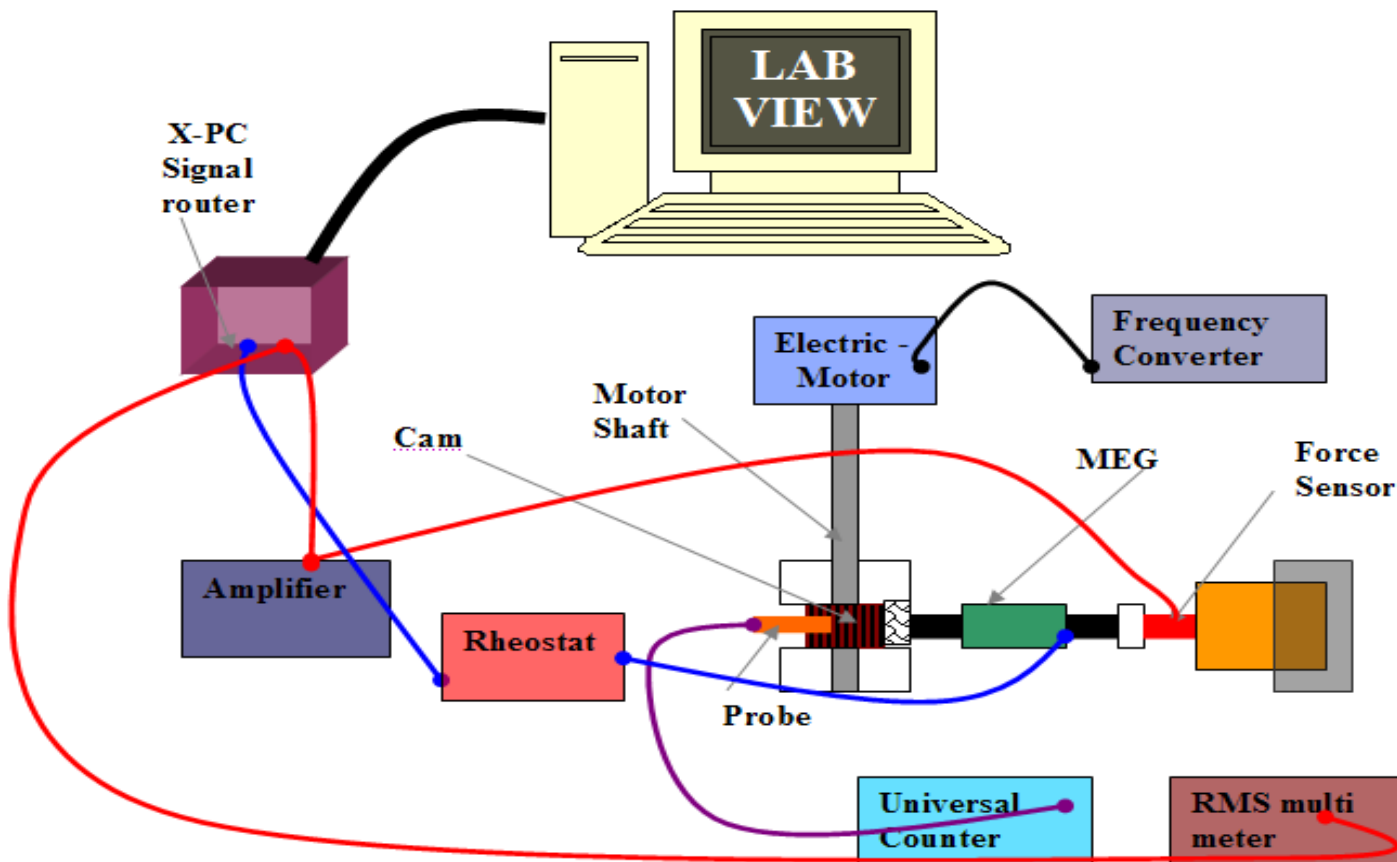 LAB
VIEW
X-PC
Signal
router
Electric -
Motor
Frequency
Converter
Motor
Shaft
Cam
MEG
Force
Sensor
Amplifier
Rheostat
Probe
Universal
Counter
RMS multi
meter